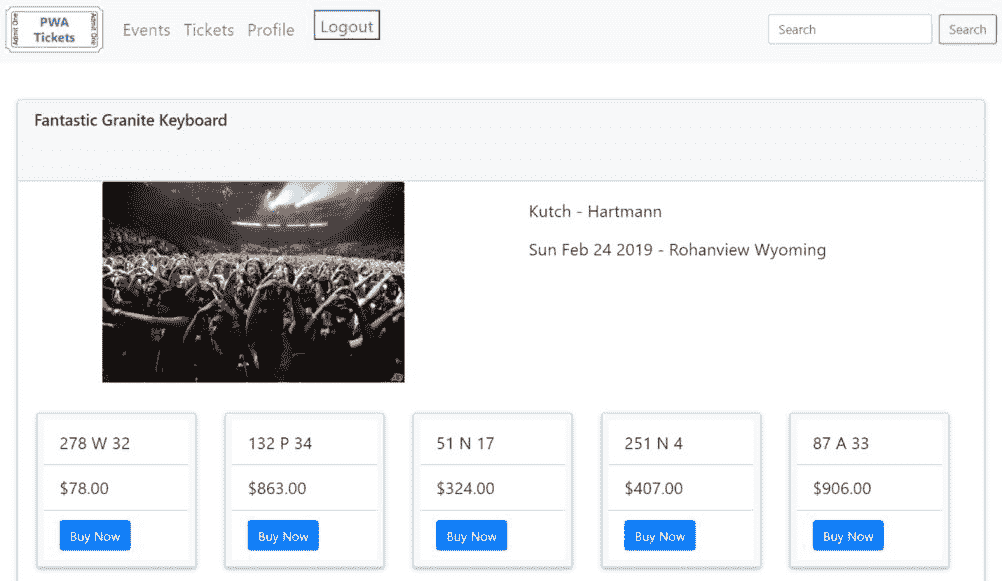 Admit One
PWA
Tickets
Admit One
Events Tickets Profile Logout
Search Search
Fantastic Granite Keyboard
Kutch - Hartmann
Sun Feb 24 2019 - Rohanview Wyoming
278 W 32
132 P 34
51 N 17
251 N 4
87 A 33
$78.00
$863.00
$324.00
$407.00
$906.00
Buy Now
Buy Now
Buy Now
Buy Now
Buy Now